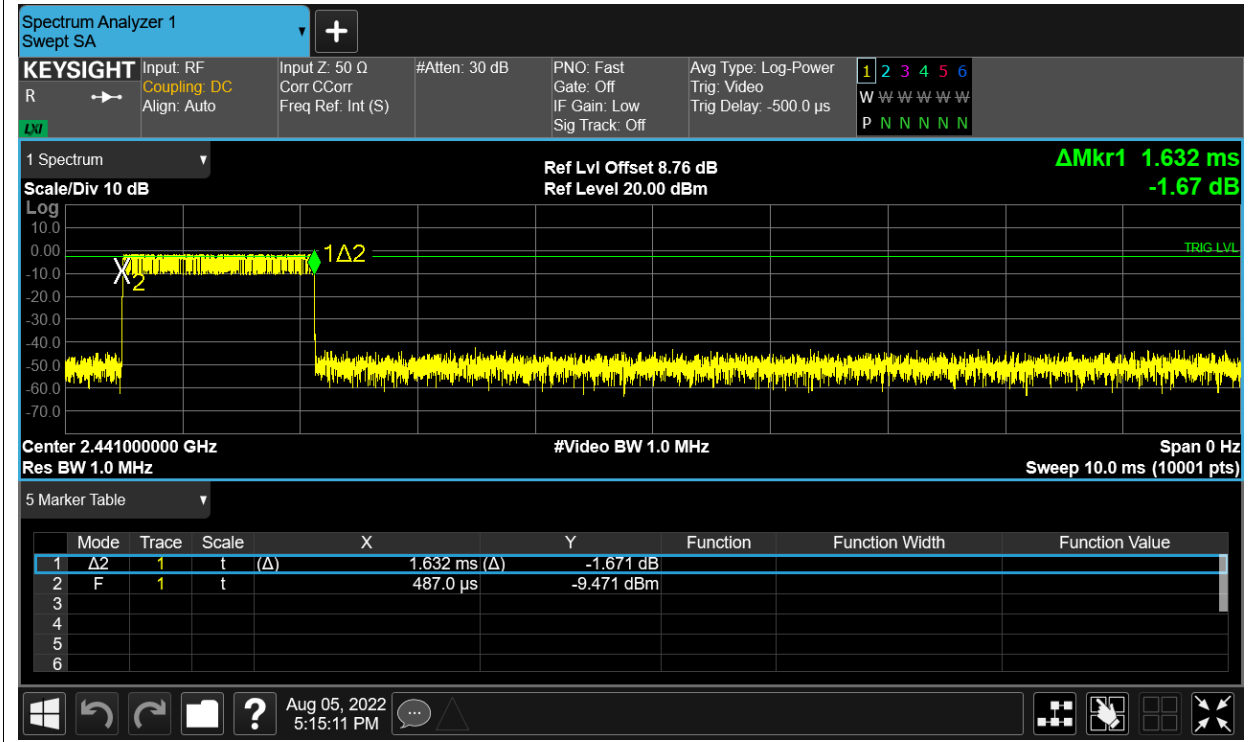 Spectrum Analyzer 1
Swept SA
+
KEYSIGHT
R
LXI
Input: RF
Coupling: DC
Align: Auto
Input Z: 50 Ω
Corr CCorr
Freq Ref: Int (S)
#Atten: 30 dB
PNO: Fast
Gate: Off
IF Gain: Low
Sig Track: Off
Avg Type: Log-Power
Trig: Video
Trig Delay: -500.0 µs
1 2 3 4 5 6
W W W W W W
P N N N N N
1 Spectrum
Scale/Div 10 dB
Ref Lvl Offset 8.76 dB
Ref Level 20.00 dBm
ΔMkr1 1.632 ms
-1.67 dB
Log
10.0
0.00
-10.0
-20.0
-30.0
-40.0
-50.0
-60.0
-70.0
1Δ2
X2
TRIG LVL
Center 2.441000000 GHz
Res BW 1.0 MHz
#Video BW 1.0 MHz
Span 0 Hz
Sweep 10.0 ms (10001 pts)
5 Marker Table
Mode Trace Scale X Y Function Function Width Function Value
1 Δ2 1 t (Δ) 1.632 ms (Δ) -1.671 dB
2 F 1 t 487.0 µs -9.471 dBm
3
4
5
6
?
Aug 05, 2022
5:15:11 PM